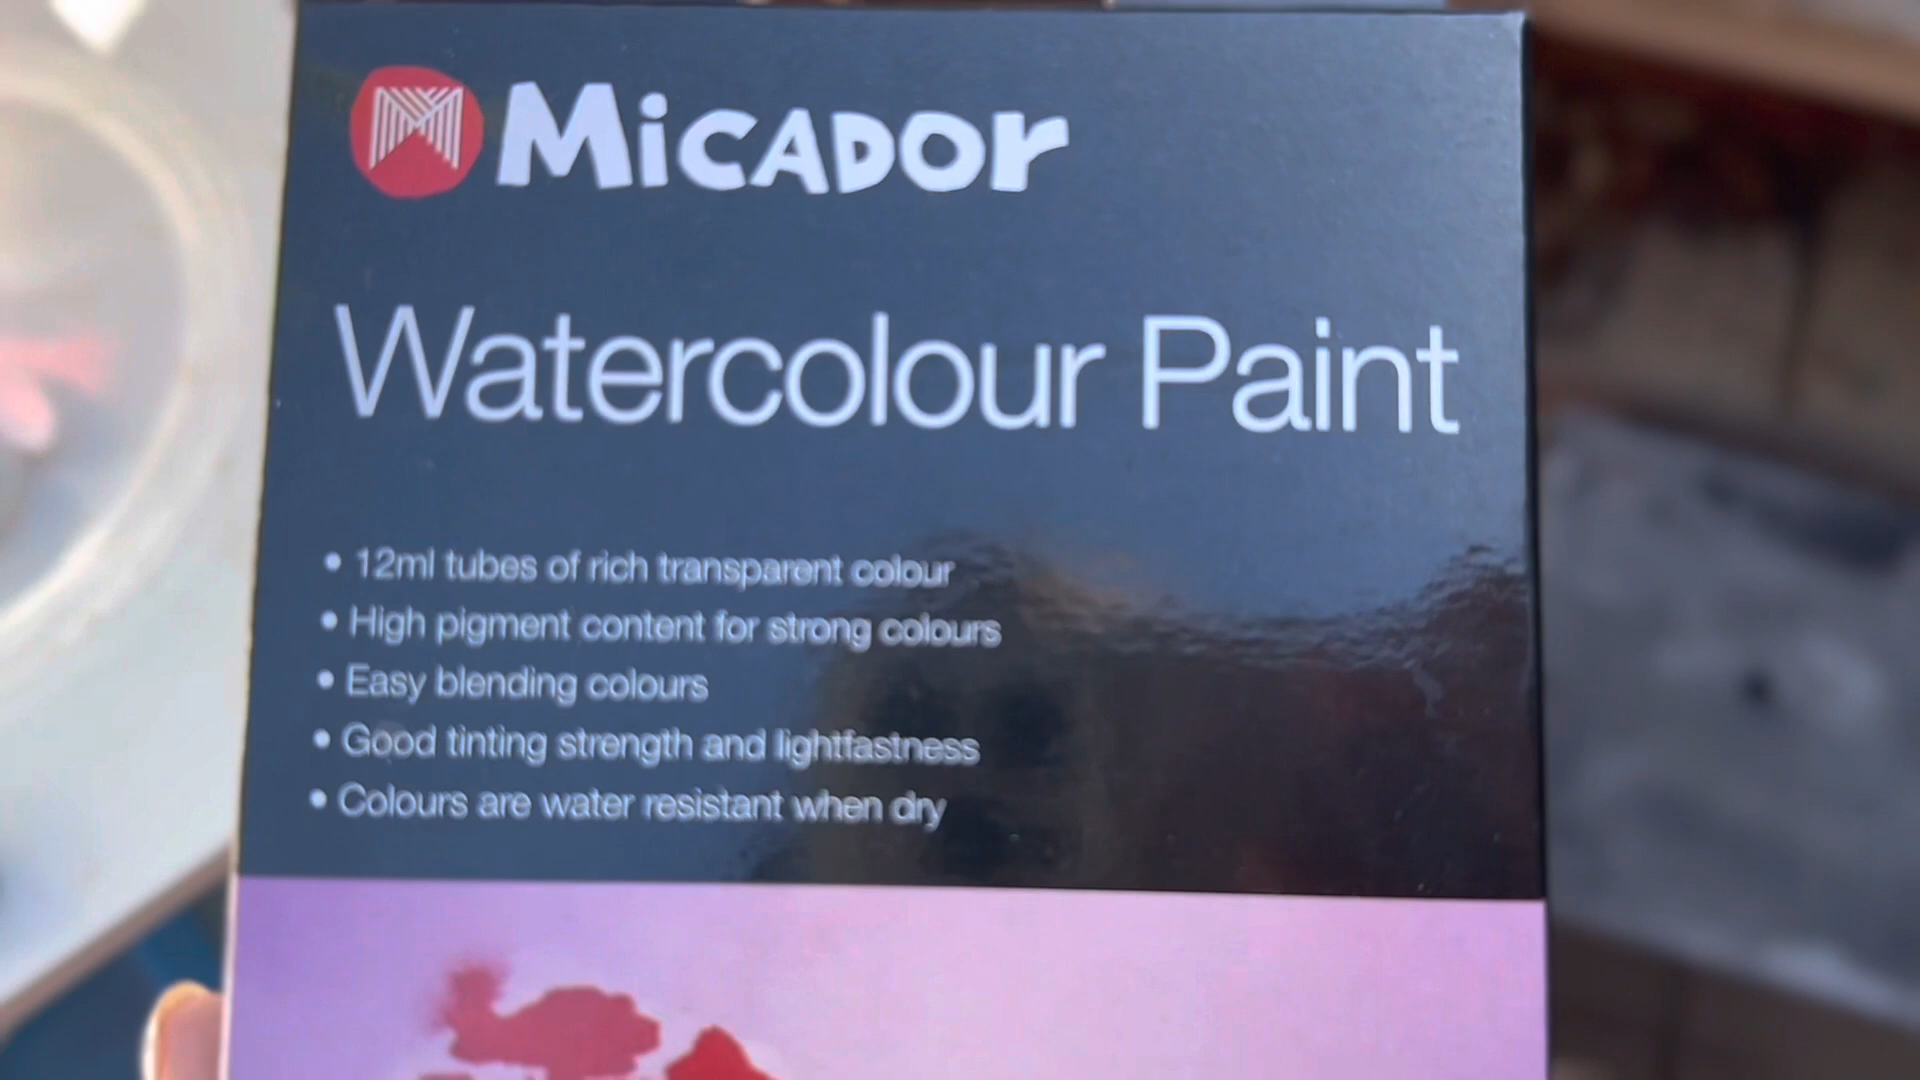 Micador
Watercolour Paint
• 12ml tubes of rich transparent colour
• High pigment content for strong colours
• Easy blending colours
• Good tinting strength and lightfastness
• Colours are water resistant when dry